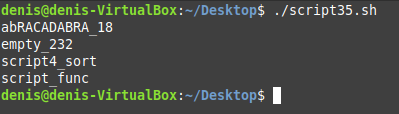 denis@denis-VirtualBox:~/Desktop$ ./script35.sh
abRACADABRA_18
empty_232
script4_sort
script_func
denis@denis-VirtualBox:~/Desktop$